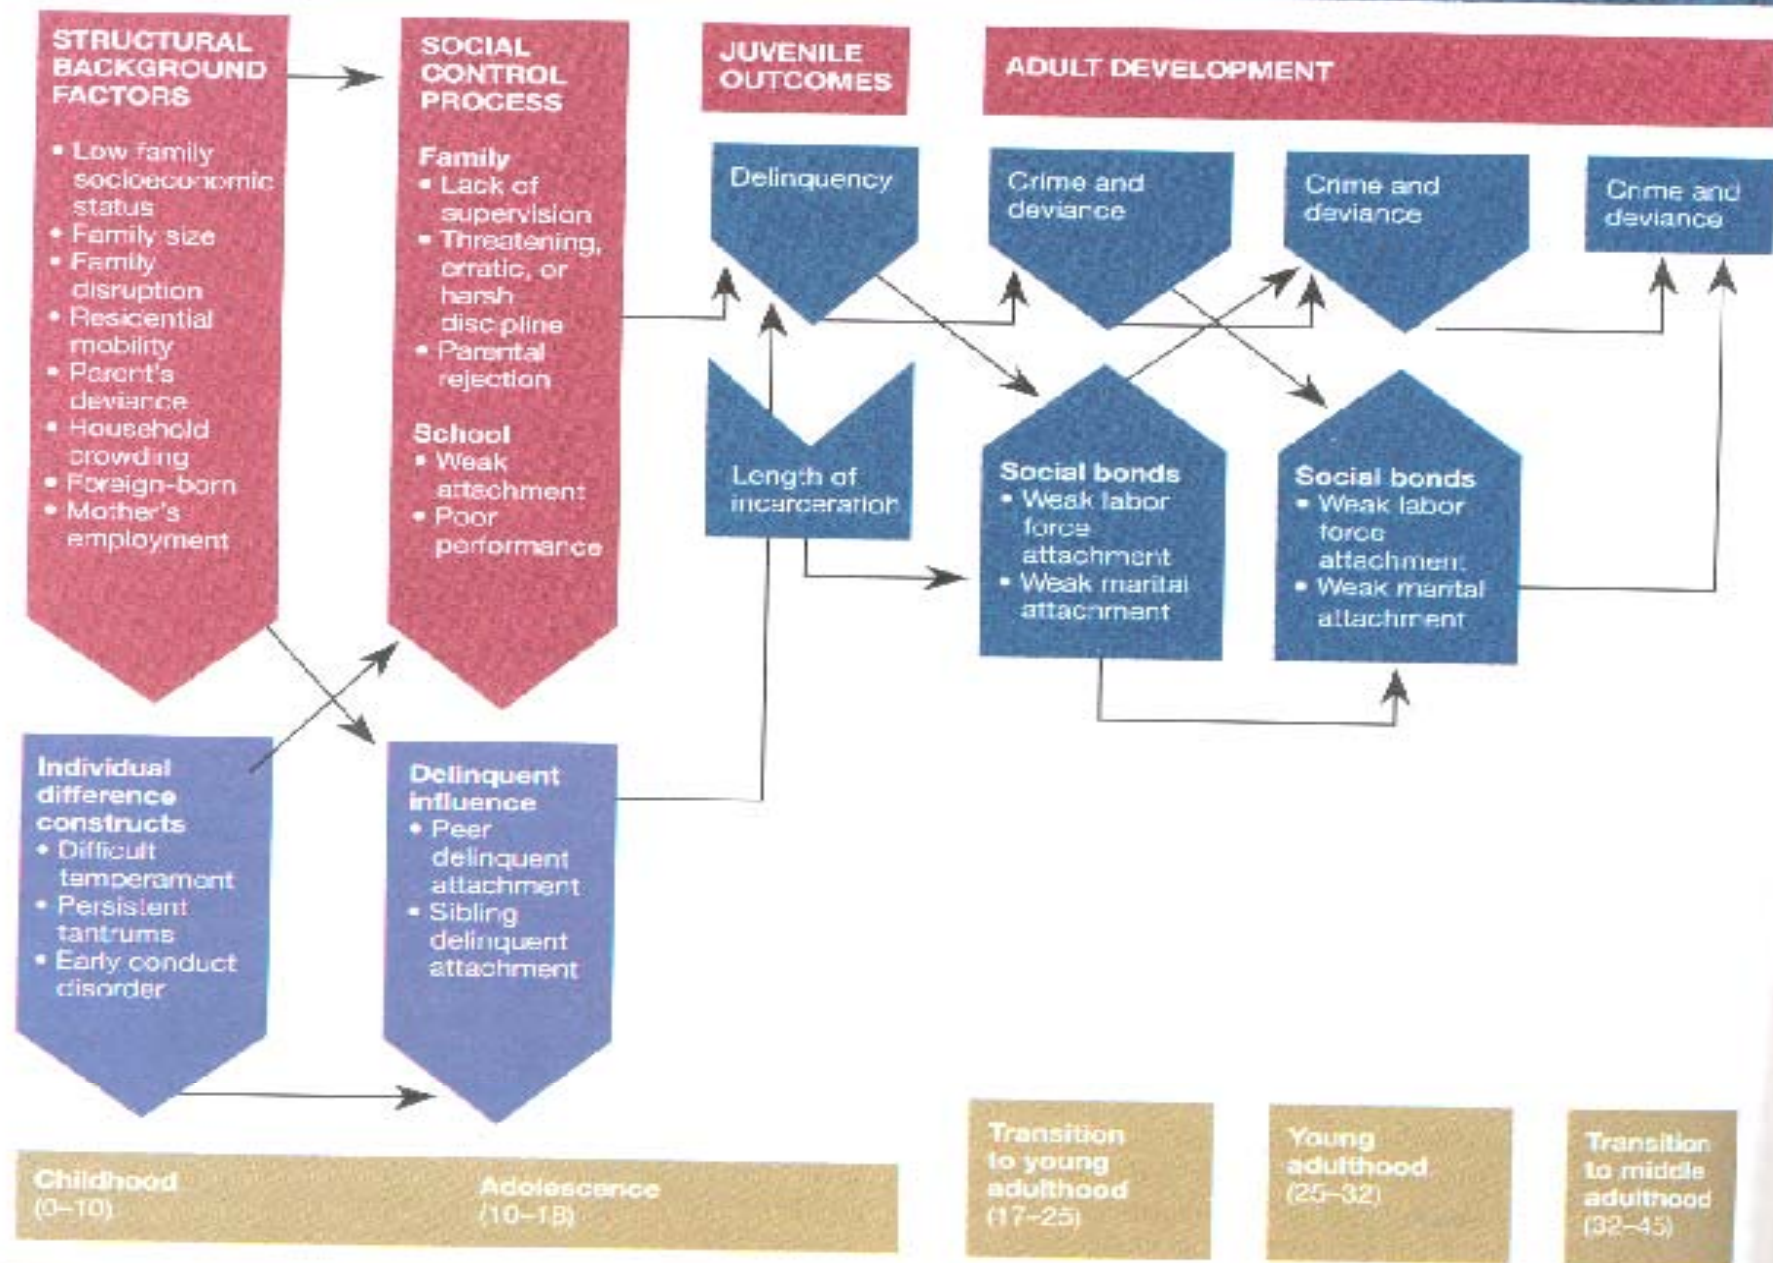 STRUCTURAL
BACKGROUND
FACTORS
• Low family
socioeconomic
status
• Family size
• Family
disruption
• Residential
mobility
• Parent's
deviance
• Household
crowding
• Foreign-born
• Mother's
employment
SOCIAL
CONTROL
PROCESS
Family
• Lack of
supervision
• Threatening,
erratic, or
harsh
discipline
• Parental
rejection
School
• Weak
attachment
• Poor
performance
JUVENILE
OUTCOMES
ADULT DEVELOPMENT
Delinquency
Crime and
deviance
Crime and
deviance
Crime and
deviance
Length of
incarceration
Social bonds
• Weak labor
force
attachment
• Weak marital
attachment
Social bonds
• Weak labor
force
attachment
• Weak marital
attachment
Individual
difference
constructs
• Difficult
temperament
• Persistent
tantrums
• Early conduct
disorder
Delinquent
influence
• Peer
delinquent
attachment
• Sibling
delinquent
attachment
Childhood
(0–10)
Adolescence
(10–18)
Transition
to young
adulthood
(17–25)
Young
adulthood
(25–32)
Transition
to middle
adulthood
(32–45)